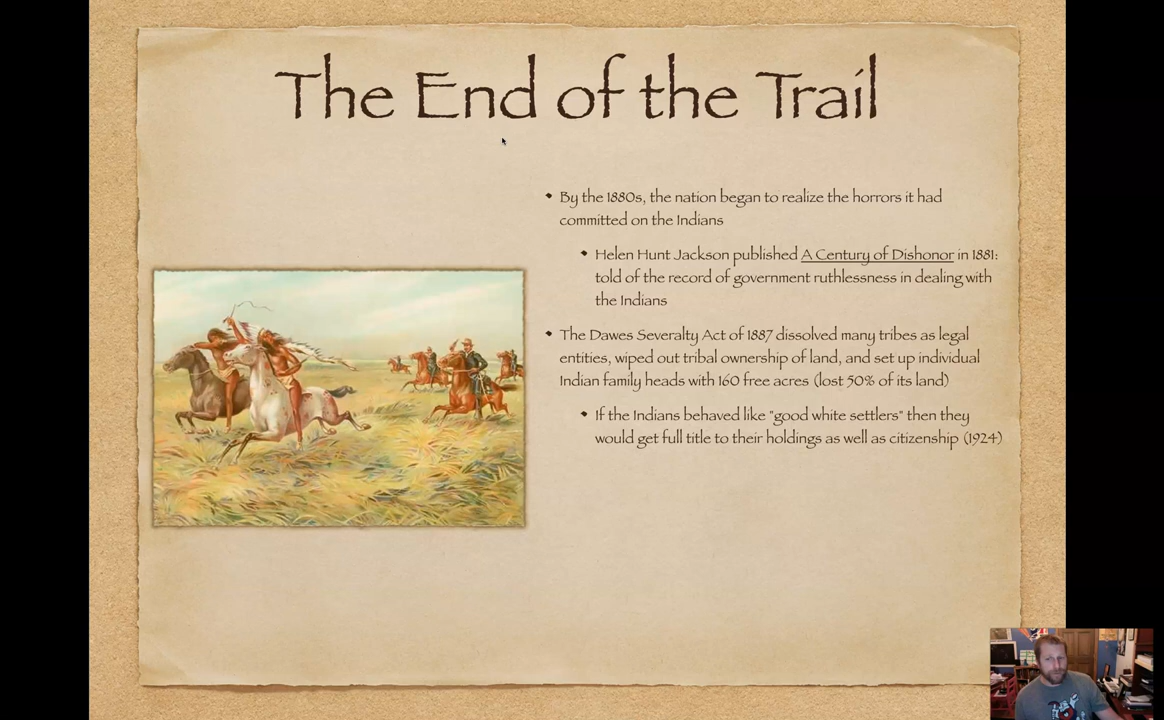 The End of the Trail
By the 1880s, the nation began to realize the horrors it had
committed on the Indians
Helen Hunt Jackson published A Century of Dishonor in 1881:
told of the record of government ruthlessness in dealing with
the Indians
The Dawes Severalty Act of 1887 dissolved many tribes as legal
entities, wiped out tribal ownership of land, and set up individual
Indian family heads with 160 free acres (lost 50% of its land)
If the Indians behaved like "good white settlers" then they
would get full title to their holdings as well as citizenship (1924)